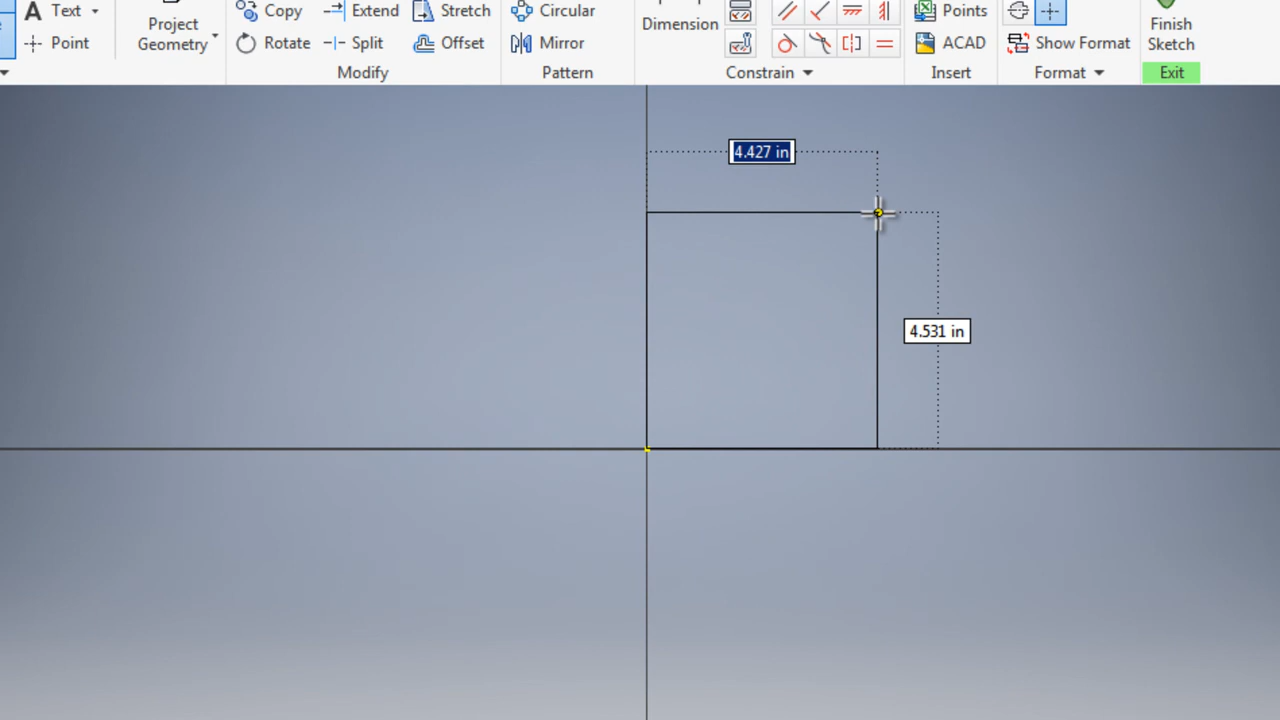 Text
Point
Project
Geometry
Copy
Rotate
Extend
Split
Stretch
Offset
Modify
Circular
Mirror
Pattern
Dimension
Constrain
Points
ACAD
Insert
Show Format
Format
Finish
Sketch
Exit
4.427 in
4.531 in